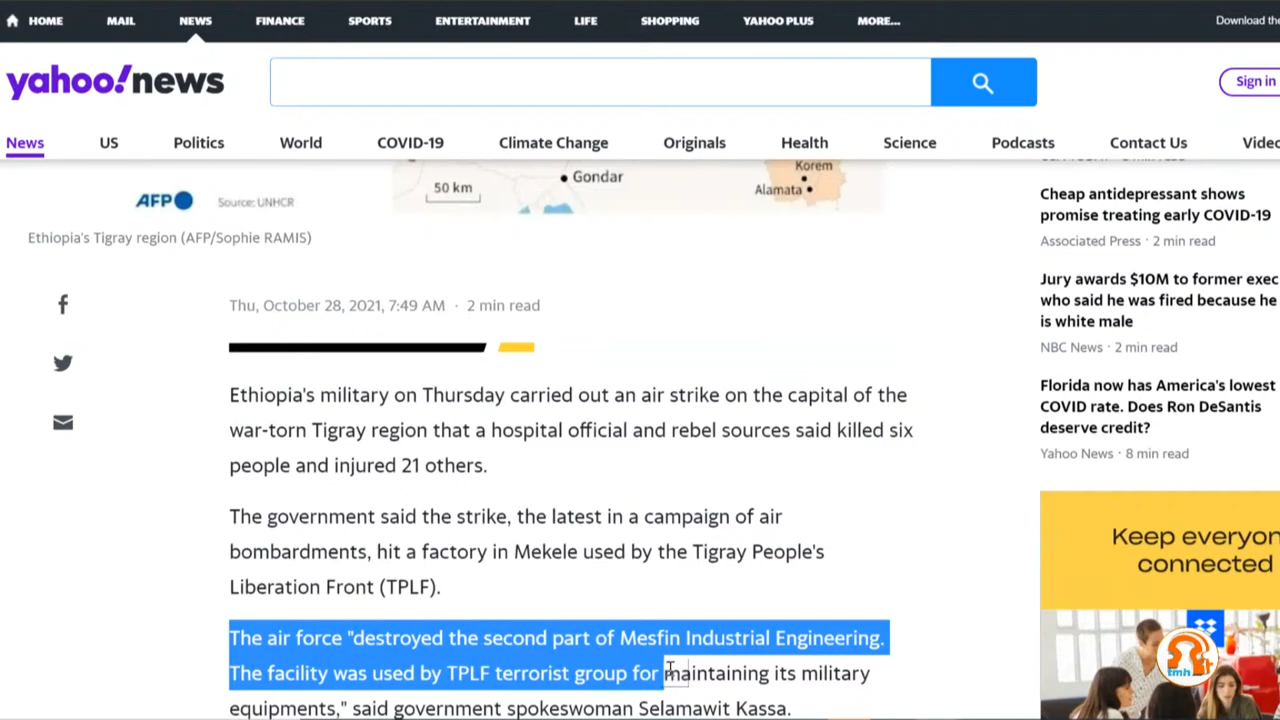 HOME MAIL NEWS FINANCE SPORTS ENTERTAINMENT LIFE SHOPPING YAHOO PLUS MORE... Download the
yahoo!news
Sign in
News US Politics World COVID-19 Climate Change Originals Health Science Podcasts Contact Us
50 km
Gondar
Korem
Alamata
AFP Source: UNHCR
Ethiopia's Tigray region (AFP/Sophie RAMIS)
Thu, October 28, 2021, 7:49 AM · 2 min read
Ethiopia's military on Thursday carried out an air strike on the capital of the
war-torn Tigray region that a hospital official and rebel sources said killed six
people and injured 21 others.
The government said the strike, the latest in a campaign of air
bombardments, hit a factory in Mekele used by the Tigray People's
Liberation Front (TPLF).
The air force "destroyed the second part of Mesfin Industrial Engineering.
The facility was used by TPLF terrorist group for maintaining its military
equipments," said government spokeswoman Selamawit Kassa.
Cheap antidepressant shows
promise treating early COVID-19
Associated Press · 2 min read
Jury awards $10M to former exec
who said he was fired because he
is white male
NBC News · 2 min read
Florida now has America's lowest
COVID rate. Does Ron DeSantis
deserve credit?
Yahoo News · 8 min read
Keep everyon
connected
tmh